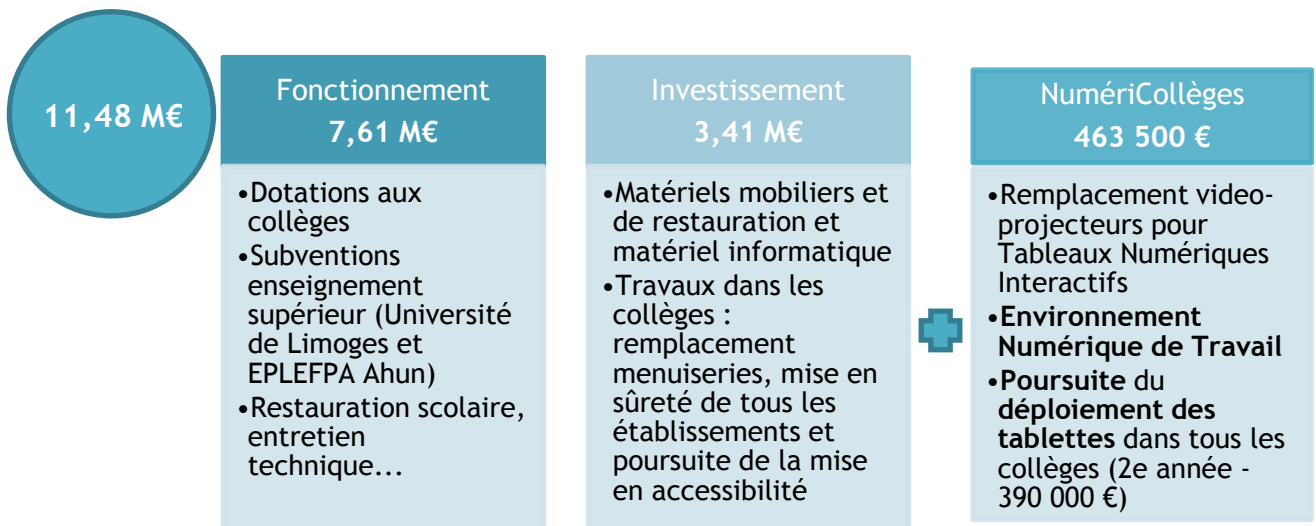 11,48 M€
Fonctionnement
7,61 M€
•Dotations aux
collèges
•Subventions
enseignement
supérieur (Université
de Limoges et
EPLEFPA Ahun)
•Restauration scolaire,
entretien
technique...
Investissement
3,41 M€
•Matériels mobiliers et
de restauration et
matériel informatique
•Travaux dans les
collèges :
remplacement
menuiseries, mise en
sûreté de tous les
établissements et
poursuite de la mise
en accessibilité
NumériCollèges
463 500 €
•Remplacement video-
projecteurs pour
Tableaux Numériques
Interactifs
•Environnement
Numérique de Travail
•Poursuite du
déploiement des
tablettes dans tous les
collèges (2e année -
390 000 €)